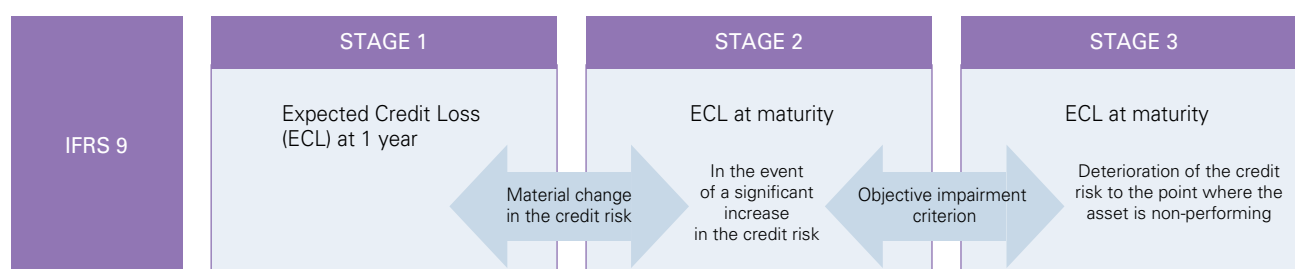 IFRS 9
STAGE 1
Expected Credit Loss
(ECL) at 1 year
Material change
in the credit risk
STAGE 2
ECL at maturity
In the event
of a significant
increase
in the credit risk
Objective impairment
criterion
STAGE 3
ECL at maturity
Deterioration of the credit
risk to the point where the
asset is non-performing